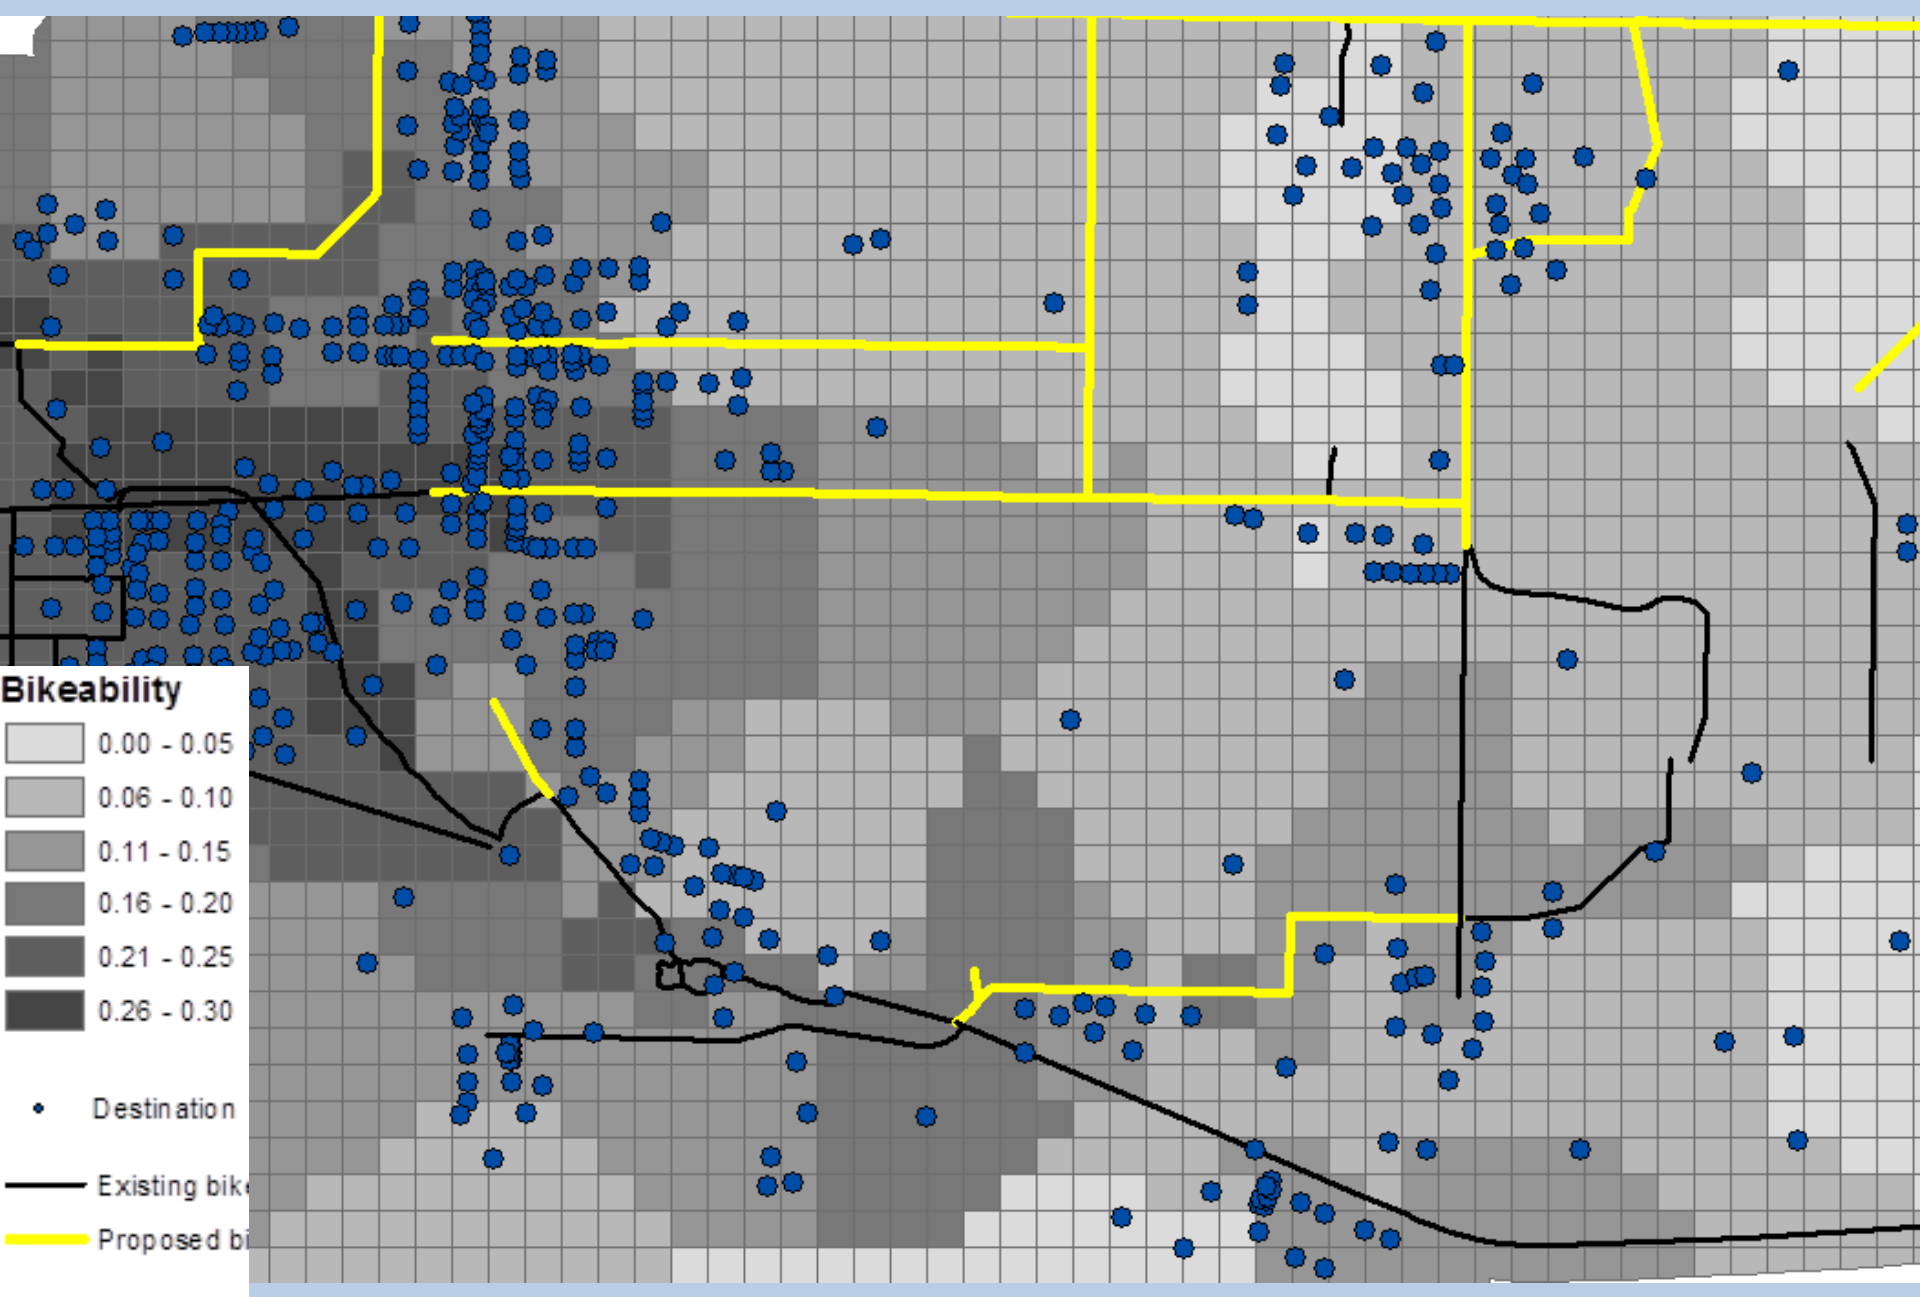 Bikeability
0.00 - 0.05
0.06 - 0.10
0.11 - 0.15
0.16 - 0.20
0.21 - 0.25
0.26 - 0.30
Destination
Existing bike
Proposed bi